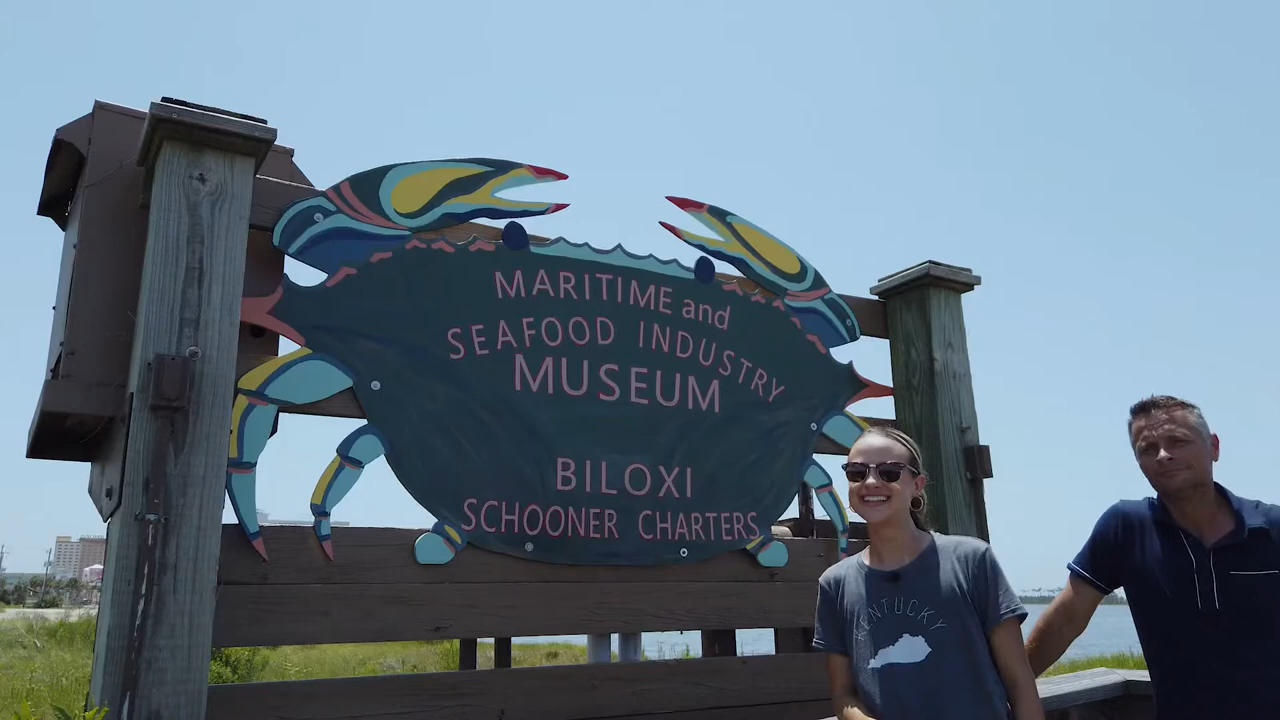 MARITIME and
SEAFOOD INDUSTRY
MUSEUM
BILOXI
SCHOONER CHARTERS
KENTUCKY